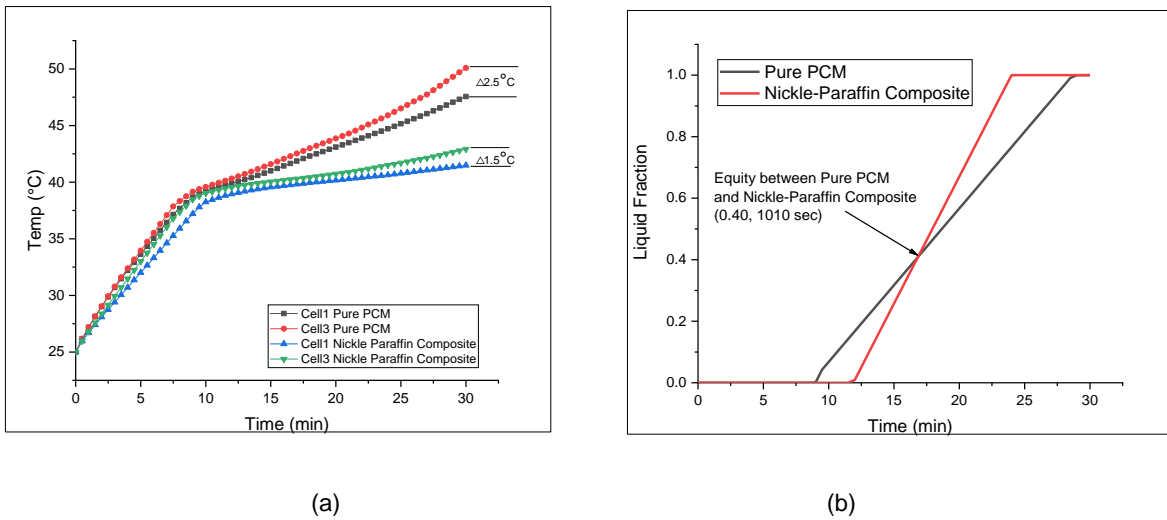 50
45
40
35
30
25
Temp (°C)
0 5 10 15 20 25 30
Time (min)
△2.5°C
△1.5°C
Cell1 Pure PCM
Cell3 Pure PCM
Cell1 Nickle Paraffin Composite
Cell3 Nickle Paraffin Composite
(a)
1.0
0.8
0.6
0.4
0.2
0.0
Liquid Fraction
0 5 10 15 20 25 30
Time (min)
Pure PCM
Nickle-Paraffin Composite
Equity between Pure PCM
and Nickle-Paraffin Composite
(0.40, 1010 sec)
(b)